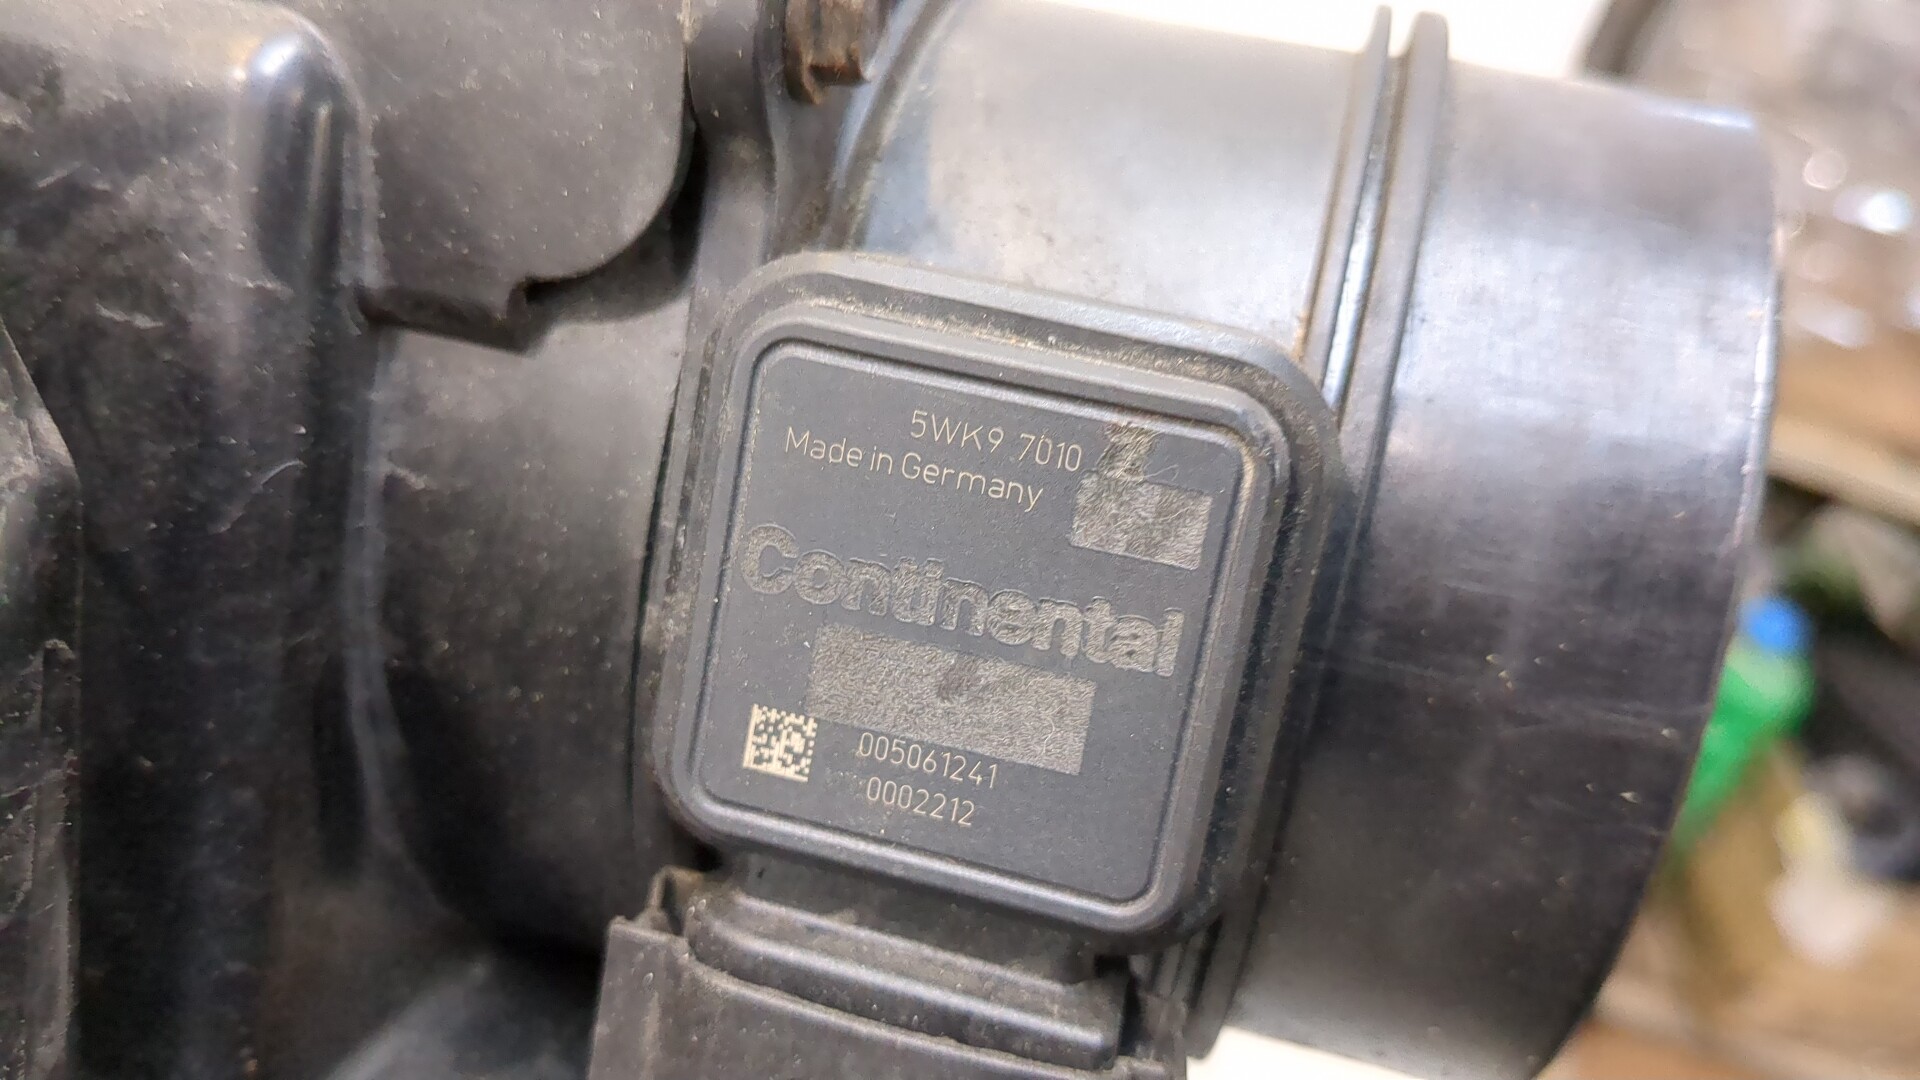 5WK9 7010
Made in Germany
Continental
005061241
0002212